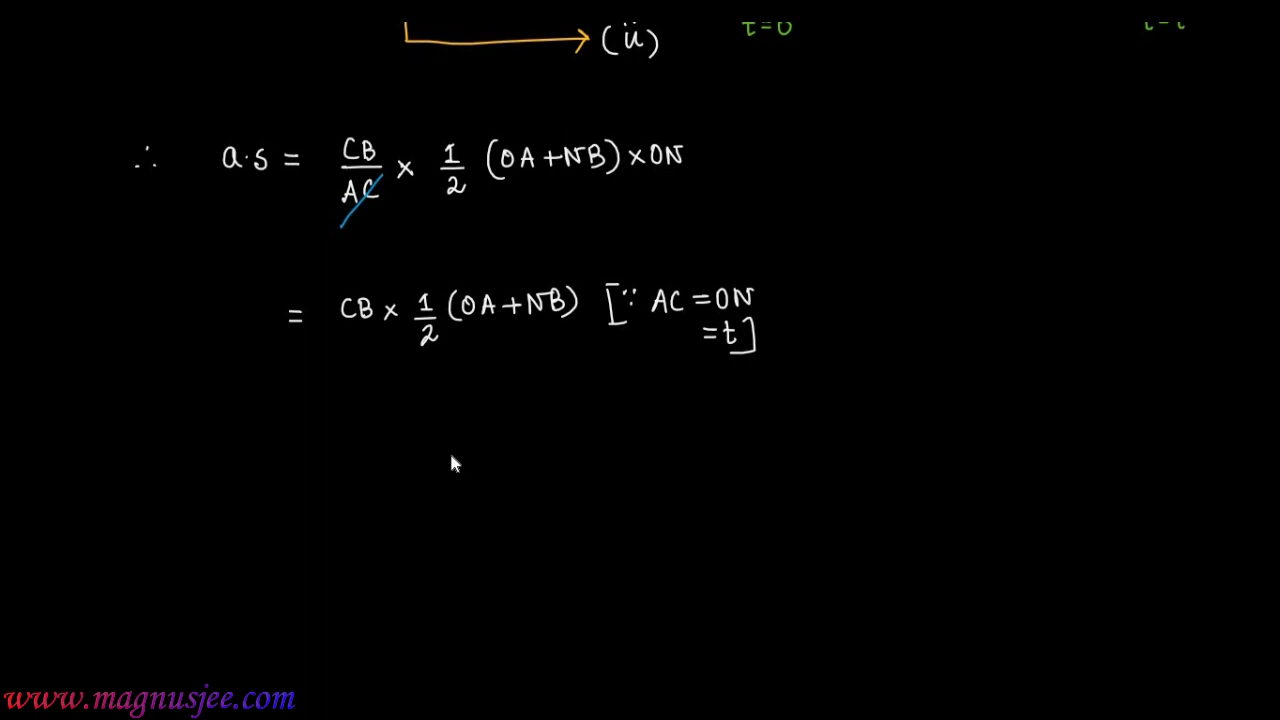 (ii) t=0
∴ a.s = CB/AC × 1/2 (OA+NB)×ON
= CB × 1/2 (OA+NB) [∵ AC = ON
= t]
www.magnusjee.com